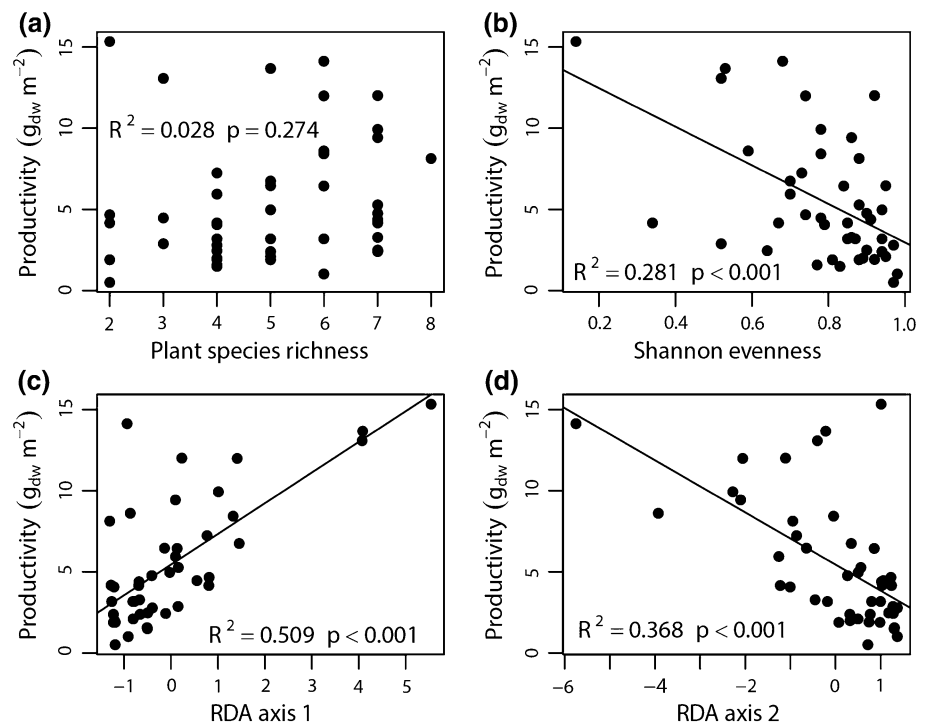 (a)
Productivity (g_dw m⁻²)
15
10
5
0
R² = 0.028 p = 0.274
2 3 4 5 6 7 8
Plant species richness
(b)
Productivity (g_dw m⁻²)
15
10
5
0
R² = 0.281 p < 0.001
0.2 0.4 0.6 0.8 1.0
Shannon evenness
(c)
Productivity (g_dw m⁻²)
15
10
5
0
R² = 0.509 p < 0.001
−1 0 1 2 3 4 5
RDA axis 1
(d)
Productivity (g_dw m⁻²)
15
10
5
0
R² = 0.368 p < 0.001
−6 −4 −2 0 1
RDA axis 2